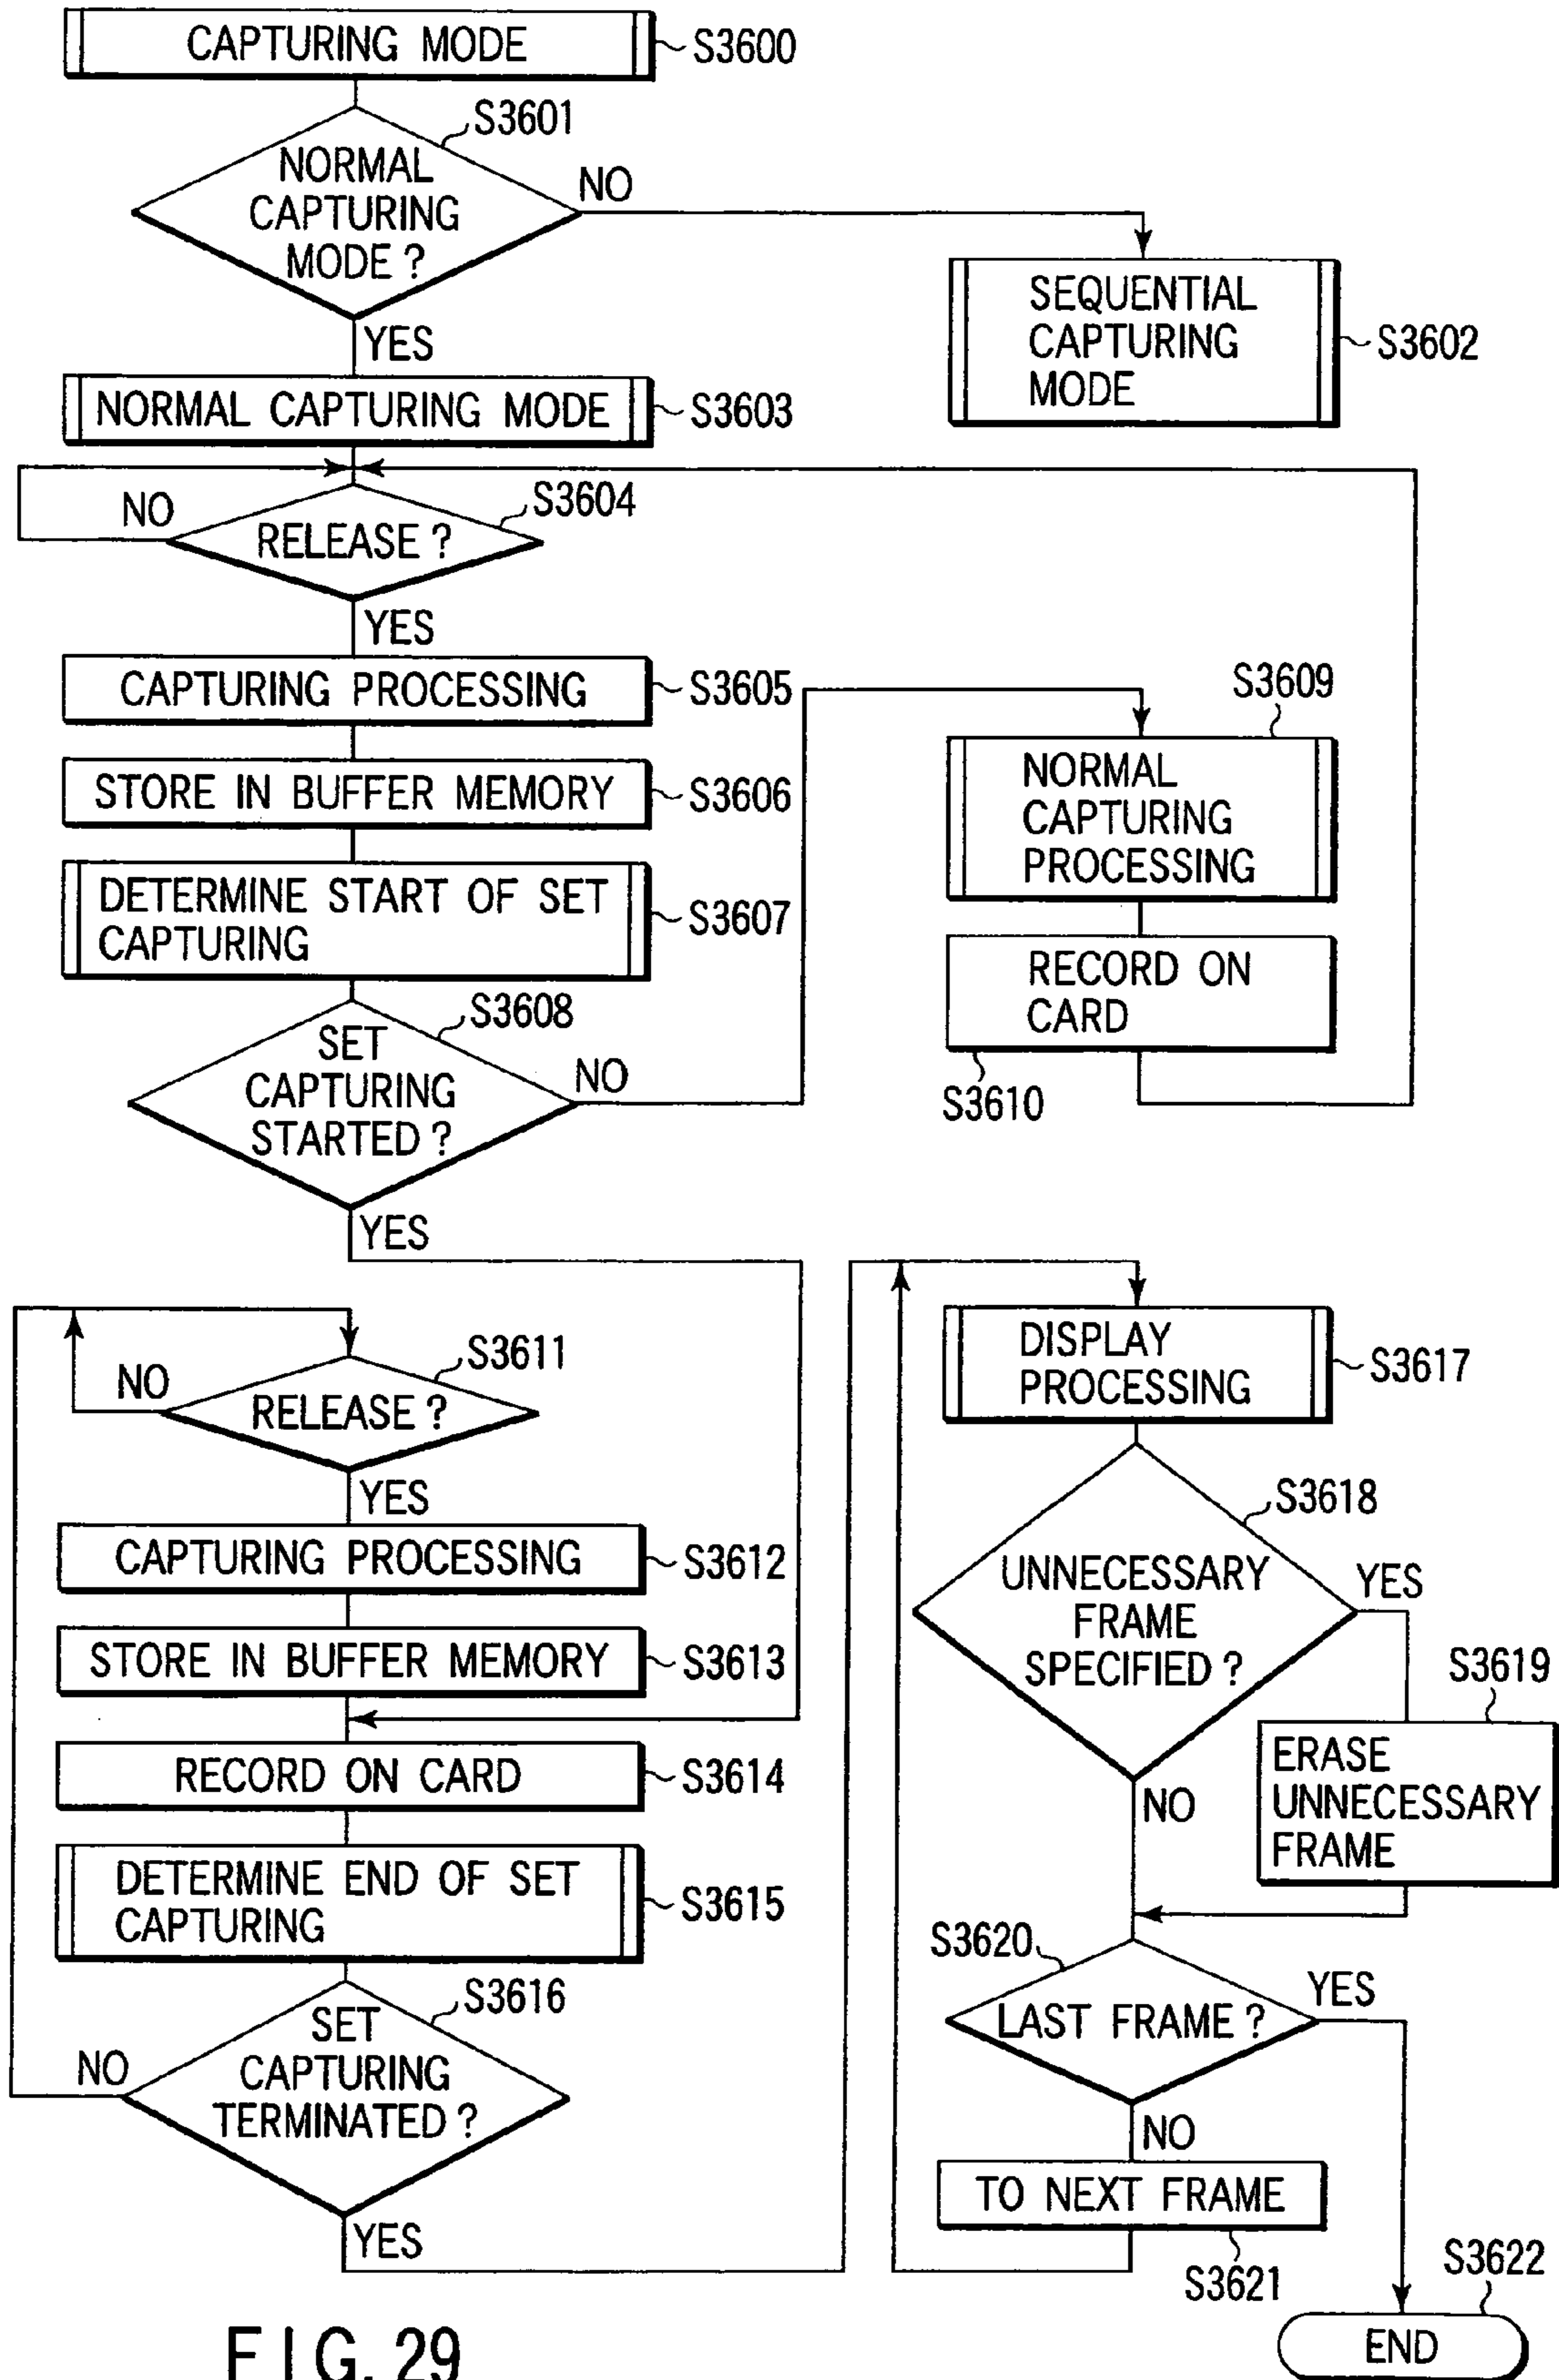 CAPTURING MODE
S3600
S3601
NORMAL
CAPTURING
MODE?
NO
YES
SEQUENTIAL
CAPTURING
MODE
S3602
NORMAL CAPTURING MODE
S3603
S3604
NO
RELEASE?
YES
CAPTURING PROCESSING
S3605
STORE IN BUFFER MEMORY
S3606
DETERMINE START OF SET
CAPTURING
S3607
S3608
SET
CAPTURING
STARTED?
NO
YES
S3609
NORMAL
CAPTURING
PROCESSING
RECORD ON
CARD
S3610
S3611
NO
RELEASE?
YES
CAPTURING PROCESSING
S3612
STORE IN BUFFER MEMORY
S3613
RECORD ON CARD
S3614
DETERMINE END OF SET
CAPTURING
S3615
S3616
SET
CAPTURING
TERMINATED?
NO
YES
DISPLAY
PROCESSING
S3617
S3618
UNNECESSARY
FRAME
SPECIFIED?
YES
NO
S3619
ERASE
UNNECESSARY
FRAME
S3620
LAST FRAME?
YES
NO
TO NEXT FRAME
S3621
S3622
END
FIG. 29